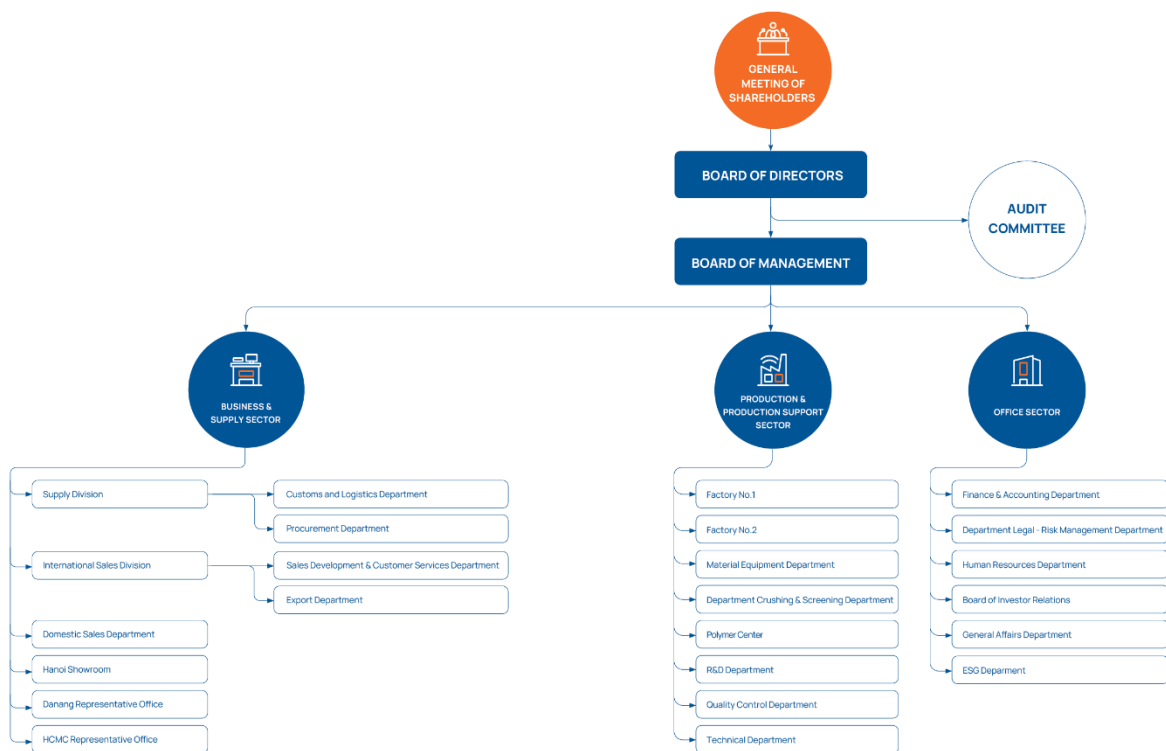 GENERAL
MEETING OF
SHAREHOLDERS
BOARD OF DIRECTORS
AUDIT
COMMITTEE
BOARD OF MANAGEMENT
BUSINESS &
SUPPLY SECTOR
PRODUCTION &
PRODUCTION SUPPORT
SECTOR
OFFICE SECTOR
Supply Division
Customs and Logistics Department
Procurement Department
International Sales Division
Sales Development & Customer Services Department
Export Department
Domestic Sales Department
Hanoi Showroom
Danang Representative Office
HCMC Representative Office
Factory No.1
Factory No.2
Material Equipment Department
Department Crushing & Screening Department
Polymer Center
R&D Department
Quality Control Department
Technical Department
Finance & Accounting Department
Department Legal - Risk Management Department
Human Resources Department
Board of Investor Relations
General Affairs Department
ESG Deparment